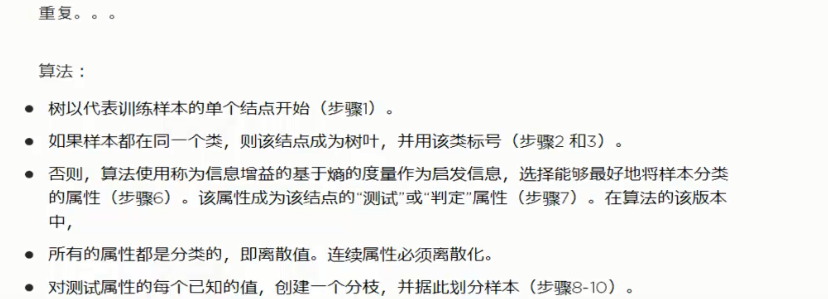 重复。。。
算法：
● 树以代表训练样本的单个结点开始（步骤1）。
● 如果样本都在同一个类，则该结点成为树叶，并用该类标号（步骤2 和3）。
● 否则，算法使用称为信息增益的基于熵的度量作为启发信息，选择能够最好地将样本分类
的属性（步骤6）。该属性成为该结点的“测试”或“判定”属性（步骤7）。在算法的该版本
中，
● 所有的属性都是分类的，即离散值。连续属性必须离散化。
● 对测试属性的每个已知的值，创建一个分枝，并据此划分样本（步骤8-10）。